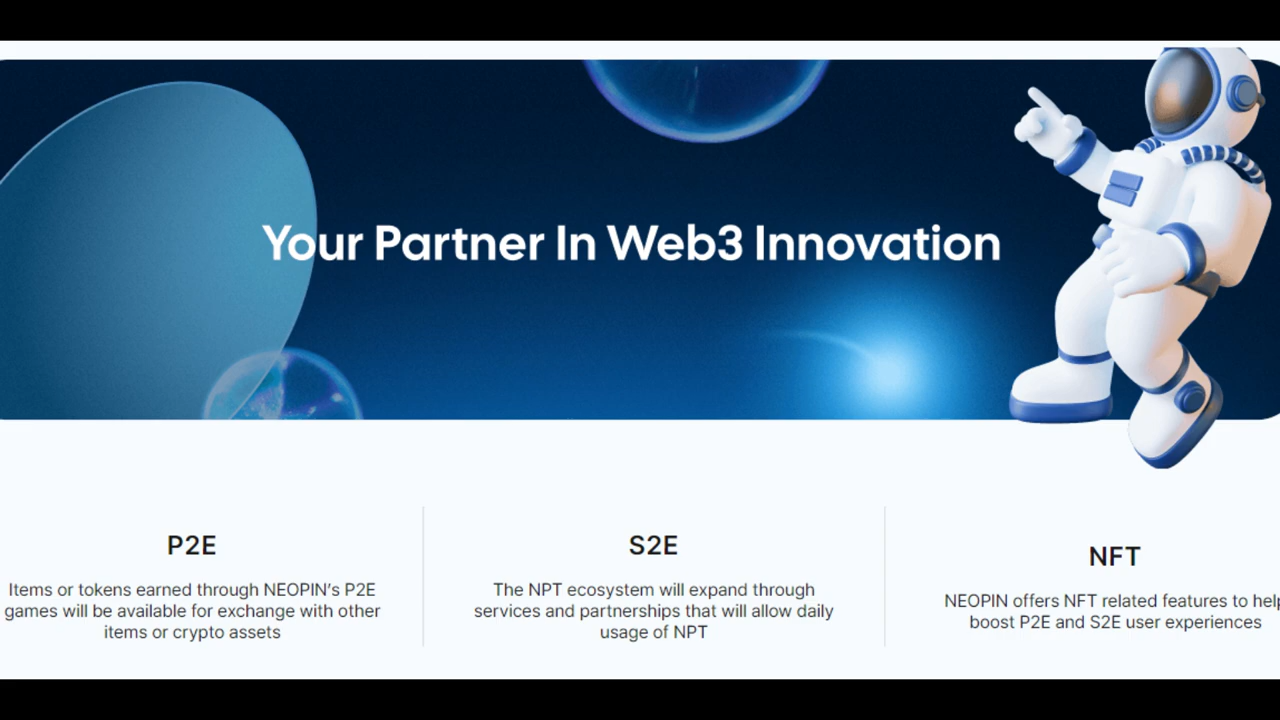 Your Partner In Web3 Innovation
P2E
Items or tokens earned through NEOPIN’s P2E
games will be available for exchange with other
items or crypto assets
S2E
The NPT ecosystem will expand through
services and partnerships that will allow daily
usage of NPT
NFT
NEOPIN offers NFT related features to help
boost P2E and S2E user experiences